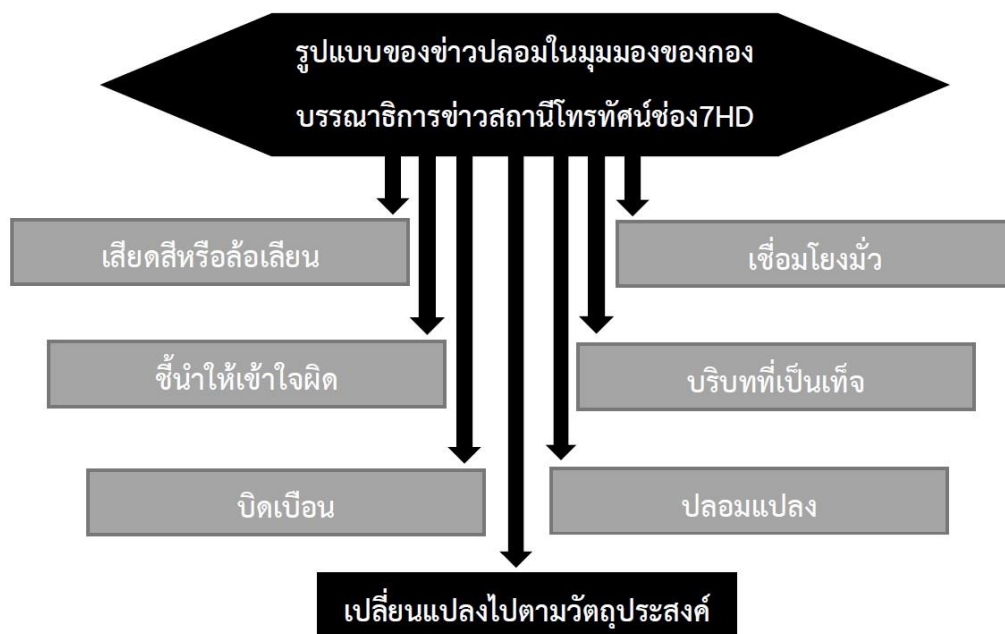 รูปแบบของข่าวปลอมในมุมมองของกอง
บรรณาธิการข่าวสถานีโทรทัศน์ช่อง7HD
เสียดสีหรือล้อเลียน
เชื่อมโยงมั่ว
ชี้นำให้เข้าใจผิด
บริบทที่เป็นเท็จ
บิดเบือน
ปลอมแปลง
เปลี่ยนแปลงไปตามวัตถุประสงค์